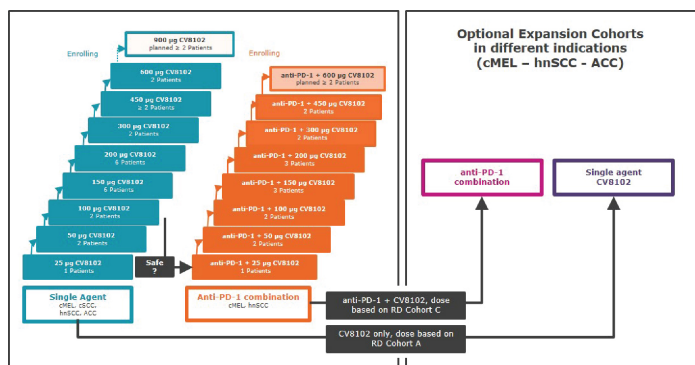 Enrolling
900 µg CV8102
planned ≥ 2 Patients
600 µg CV8102
2 Patients
450 µg CV8102
≥ 2 Patients
300 µg CV8102
2 Patients
200 µg CV8102
6 Patients
150 µg CV8102
6 Patients
100 µg CV8102
2 Patients
50 µg CV8102
2 Patients
25 µg CV8102
1 Patients
Single Agent
cMEL, cSCC,
hnSCC, ACC
Safe
?
Enrolling
anti-PD-1 + 600 µg CV8102
planned ≥ 2 Patients
anti-PD-1 + 450 µg CV8102
2 Patients
anti-PD-1 + 300 µg CV8102
2 Patients
anti-PD-1 + 200 µg CV8102
3 Patients
anti-PD-1 + 150 µg CV8102
3 Patients
anti-PD-1 + 100 µg CV8102
Patients
anti-PD-1 + 50 µg CV8102
2 Patients
anti-PD-1 + 25 µg CV8102
1 Patients
Anti-PD-1 combination
cMEL, hnSCC
Optional Expansion Cohorts
in different indications
(cMEL – hnSCC - ACC)
anti-PD-1
combination
Single agent
CV8102
anti-PD-1 + CV8102, dose
based on RD Cohort C
CV8102 only, dose based on
RD Cohort A